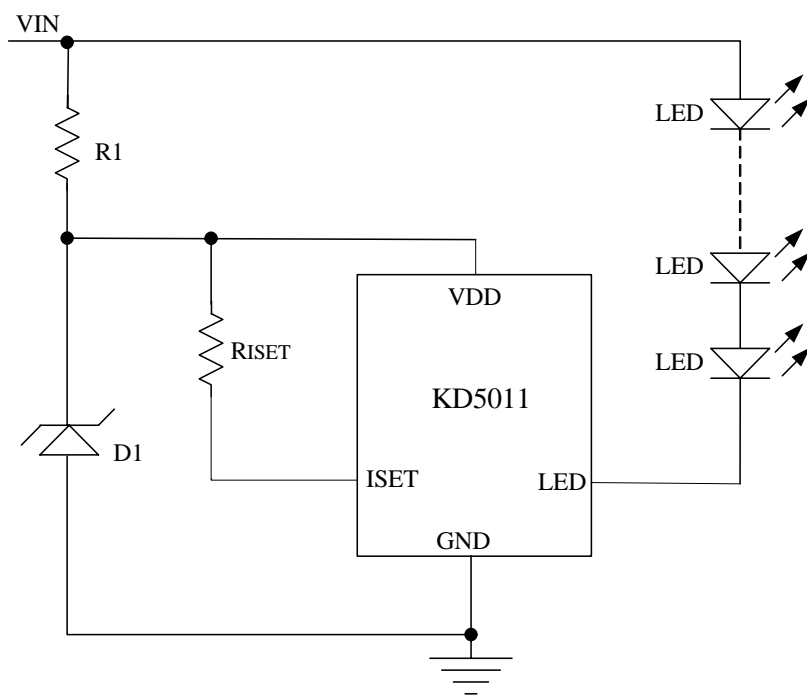 VIN
LED
R1
LED
VDD
RISET
LED
KD5011
D1
ISET
LED
GND